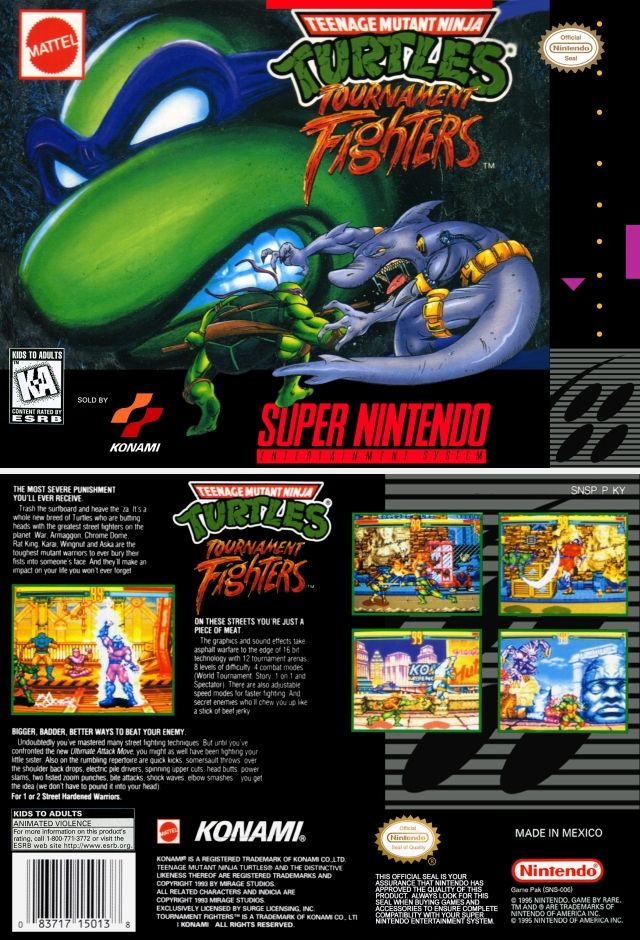 MATTEL
TEENAGE MUTANT NINJA
TURTLES
TOURNAMENT
FIGHTERS
TM
Official
Nintendo
Seal
KIDS TO ADULTS
K-A
CONTENT RATED BY
ESRB
SOLD BY
KONAMI
SUPER NINTENDO
ENTERTAINMENT SYSTEM
SNSP P KY
THE MOST SEVERE PUNISHMENT
YOU'LL EVER RECEIVE.
Trash the surfboard and heave the 'za. It's a
whole new breed of Turtles who are butting
heads with the greatest street fighters on the
planet. War, Armaggon, Chrome Dome,
Rat King, Karai, Wingnut and Aska are the
toughest mutant warriors to ever bury their
fists into someone's face. And they'll make an
impact on your life you won't ever forget
TEENAGE MUTANT NINJA
TURTLES
TOURNAMENT
FIGHTERS
TM
ON THESE STREETS YOU'RE JUST A
PIECE OF MEAT.
The graphics and sound effects take
asphalt warfare to the edge of 16 bit
technology with 12 tournament arenas.
8 levels of difficulty. 4 combat modes
(World Tournament, Story, 1 on 1 and
Spectator). There are also adjustable
speed modes for faster fighting. And
secret enemies who'll chew you up like
a stick of beef jerky
99
BIGGER, BADDER, BETTER WAYS TO BEAT YOUR ENEMY.
Undoubtedly you've mastered many street fighting techniques. But until you've
confronted the new Ultimate Attack Move, you might as well have been fighting your
little sister. Also on the rumbling repertoire are quick kicks, somersault throws, over
the shoulder back drops, electric pile drivers, spinning upper cuts, head butts, power
slams, two fisted zoom punches, bite attacks, shock waves, elbow smashes you get
the idea (we don't have to pound it into your head)
For 1 or 2 Street Hardened Warriors.
KIDS TO ADULTS
ANIMATED VIOLENCE
For more information on this product's
rating, call 1-800-771-3772 or visit the
ESRB web site http://www.esrb.org.
0 83717 15013 8
MATTEL
KONAMI®
KONAMI® IS A REGISTERED TRADEMARK OF KONAMI CO.,LTD.
TEENAGE MUTANT NINJA TURTLES® AND THE DISTINCTIVE
LIKENESS THEREOF ARE REGISTERED TRADEMARKS AND
COPYRIGHT 1993 BY MIRAGE STUDIOS.
ALL RELATED CHARACTERS AND INDICIA ARE
COPYRIGHT 1993 MIRAGE STUDIOS.
EXCLUSIVELY LICENSED BY SURGE LICENSING, INC.
TOURNAMENT FIGHTERS™ IS A TRADEMARK OF KONAMI CO., LT
KONAMI ALL RIGHTS RESERVED.
Official
Nintendo
Seal of Quality
®
THIS OFFICIAL SEAL IS YOUR
ASSURANCE THAT NINTENDO HAS
APPROVED THE QUALITY OF THIS
PRODUCT. ALWAYS LOOK FOR THIS
SEAL WHEN BUYING GAMES AND
ACCESSORIES TO ENSURE COMPLETE
COMPATIBILITY WITH YOUR SUPER
NINTENDO ENTERTAINMENT SYSTEM.
MADE IN MEXICO
Nintendo®
Game Pak (SNS-006)
© 1995 NINTENDO, GAME BY RARE.
TM AND ® ARE TRADEMARKS OF
NINTENDO OF AMERICA INC.
© 1995 NINTENDO OF AMERICA INC.